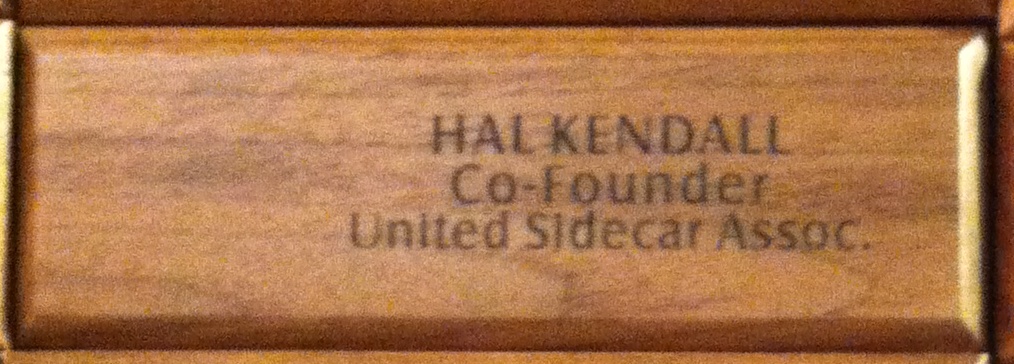 HAL KENDALL
Co-Founder
United Sidecar Assoc.